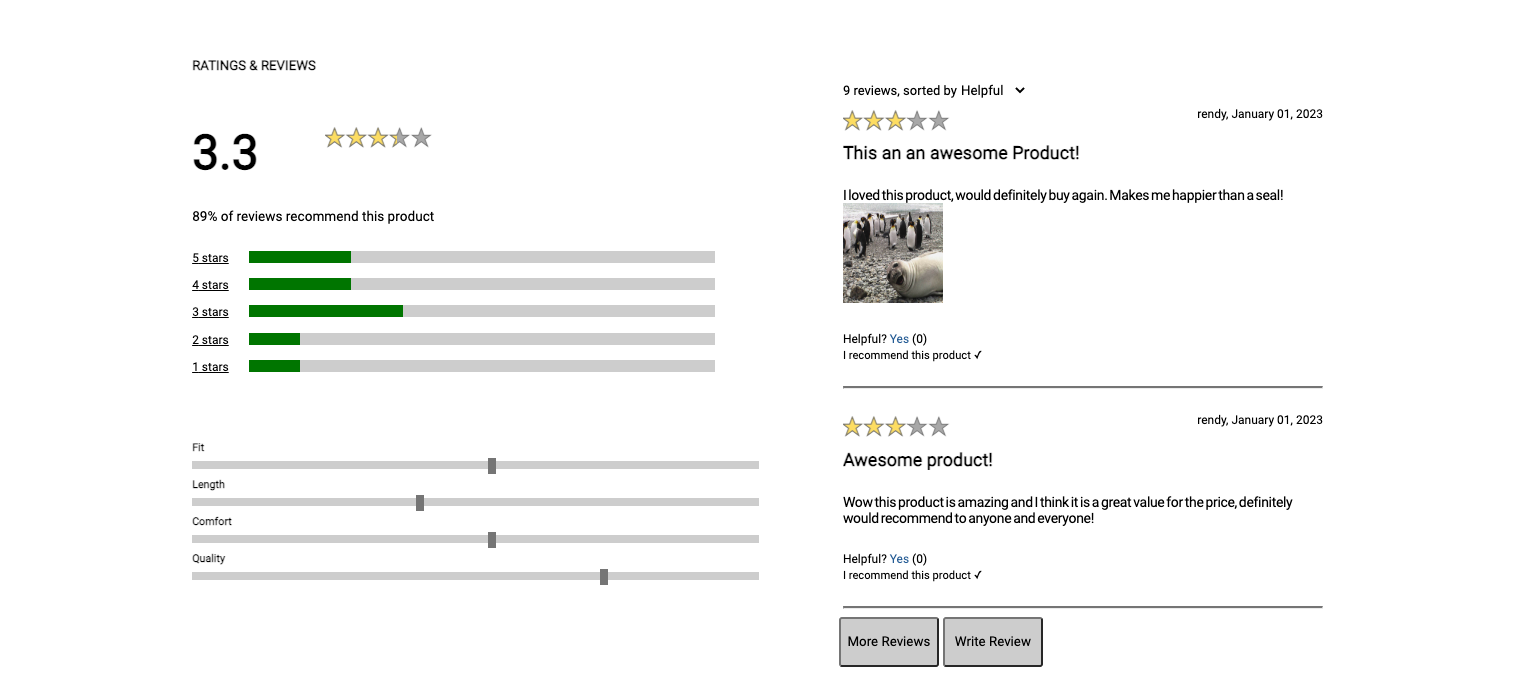 RATINGS & REVIEWS
3.3
89% of reviews recommend this product
5 stars
4 stars
3 stars
2 stars
1 stars
Fit
Length
Comfort
Quality
9 reviews, sorted by Helpful
rendy, January 01, 2023
This an an awesome Product!
I loved this product, would definitely buy again. Makes me happier than a seal!
Helpful? Yes (0)
I recommend this product ✓
rendy, January 01, 2023
Awesome product!
Wow this product is amazing and I think it is a great value for the price, definitely
would recommend to anyone and everyone!
Helpful? Yes (0)
I recommend this product ✓
More Reviews
Write Review